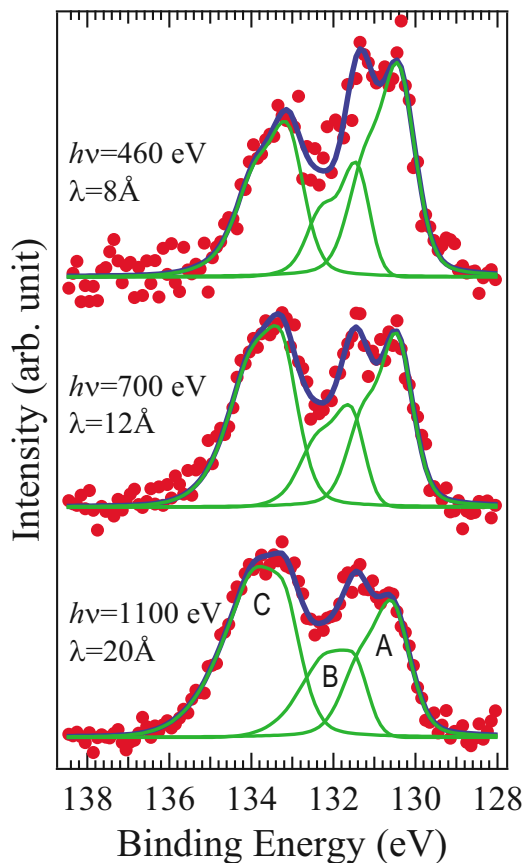 Intensity (arb. unit)
hν=460 eV
λ=8Å
hν=700 eV
λ=12Å
hν=1100 eV
λ=20Å
C
B
A
138 136 134 132 130 128
Binding Energy (eV)